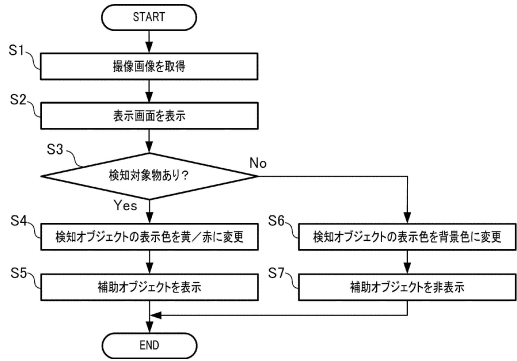 START
S1
撮像画像を取得
S2
表示画面を表示
S3
検知対象物あり？
No
Yes
S4
検知オブジェクトの表示色を黄／赤に変更
S6
検知オブジェクトの表示色を背景色に変更
S5
補助オブジェクトを表示
S7
補助オブジェクトを非表示
END